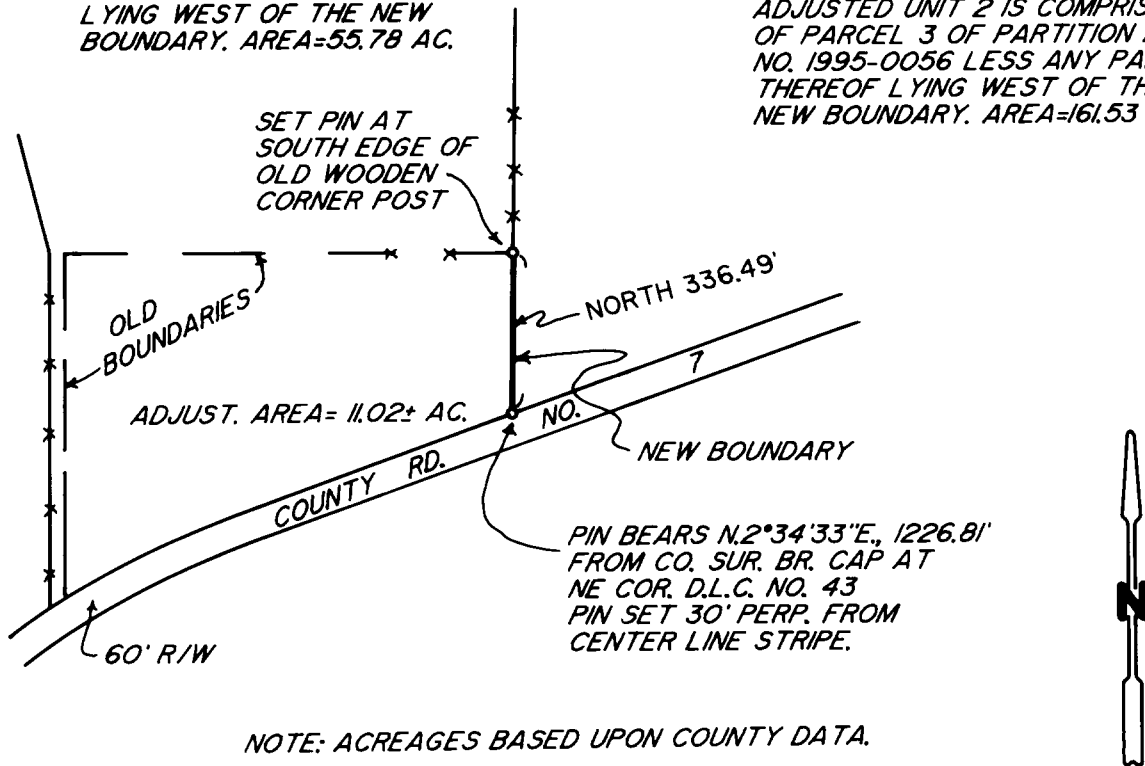 LYING WEST OF THE NEW
BOUNDARY. AREA=55.78 AC.
ADJUSTED UNIT 2 IS
OF PARCEL 3 OF PARTITION
NO. 1995-0056 LESS ANY
THEREOF LYING WEST OF
NEW BOUNDARY. AREA=161.53
SET PIN AT
SOUTH EDGE OF
OLD WOODEN
CORNER POST
OLD
BOUNDARIES
NORTH 336.49'
ADJUST. AREA= 11.02± AC.
COUNTY RD. NO. 7
NEW BOUNDARY
PIN BEARS N.2°34'33"E., 1226.81'
FROM CO. SUR. BR. CAP AT
NE COR. D.L.C. NO. 43
PIN SET 30' PERP. FROM
CENTER LINE STRIPE.
60' R/W
N
NOTE: ACREAGES BASED UPON COUNTY DATA.